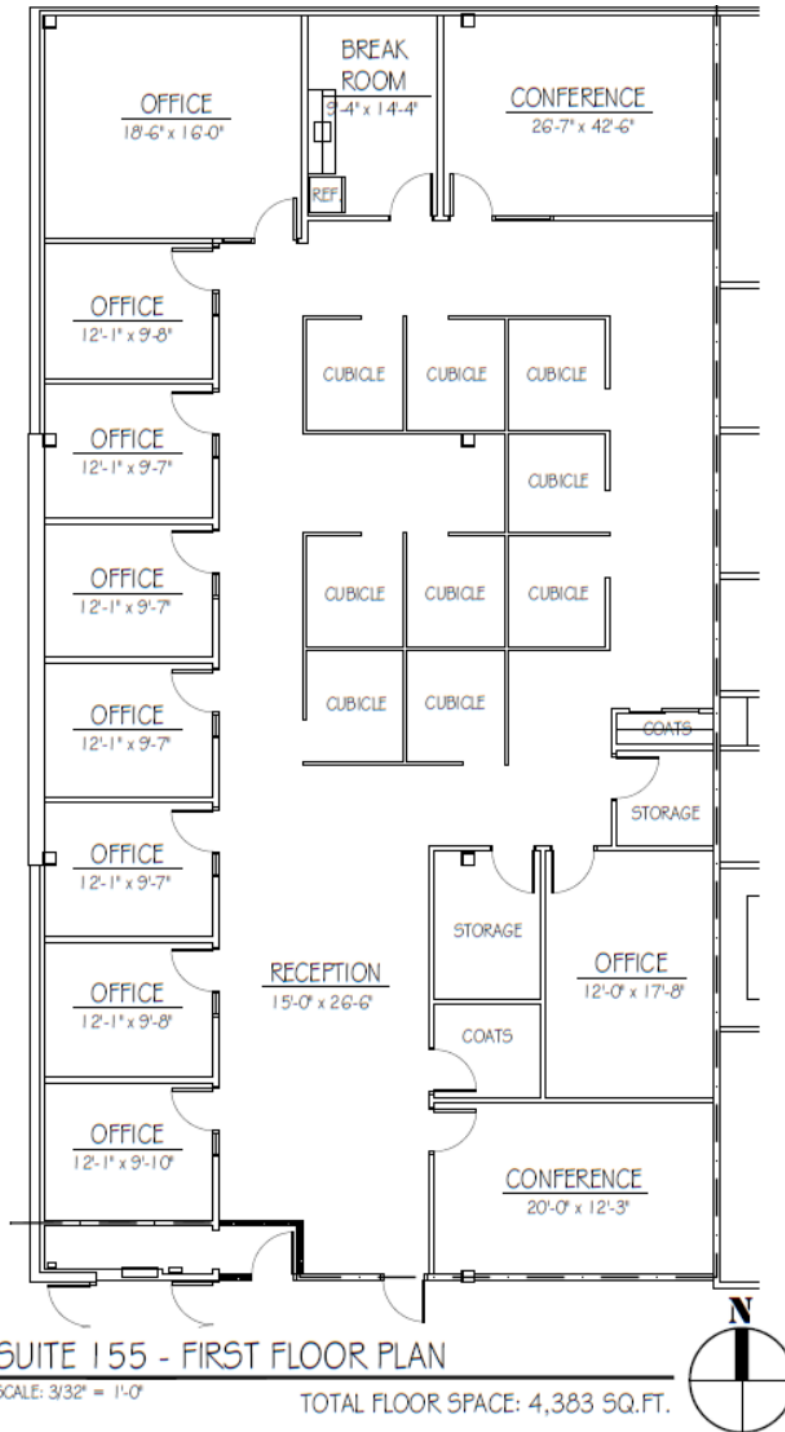 BREAK
ROOM
9'-4" x 14'-4"
OFFICE
18'-6" x 16'-0"
CONFERENCE
26'-7" x 42'-6"
REF.
OFFICE
12'-1" x 9'-8"
CUBICLE
CUBICLE
CUBICLE
OFFICE
12'-1" x 9'-7"
CUBICLE
OFFICE
12'-1" x 9'-7"
CUBICLE
CUBICLE
CUBICLE
OFFICE
12'-1" x 9'-7"
CUBICLE
CUBICLE
COATS
STORAGE
OFFICE
12'-1" x 9'-7"
STORAGE
OFFICE
12'-0" x 17'-8"
RECEPTION
15'-0" x 26'-6"
OFFICE
12'-1" x 9'-8"
COATS
OFFICE
12'-1" x 9'-10"
CONFERENCE
20'-0" x 12'-3"
N
SUITE 155 - FIRST FLOOR PLAN
SCALE: 3/32" = 1'-0"
TOTAL FLOOR SPACE: 4,383 SQ.FT.